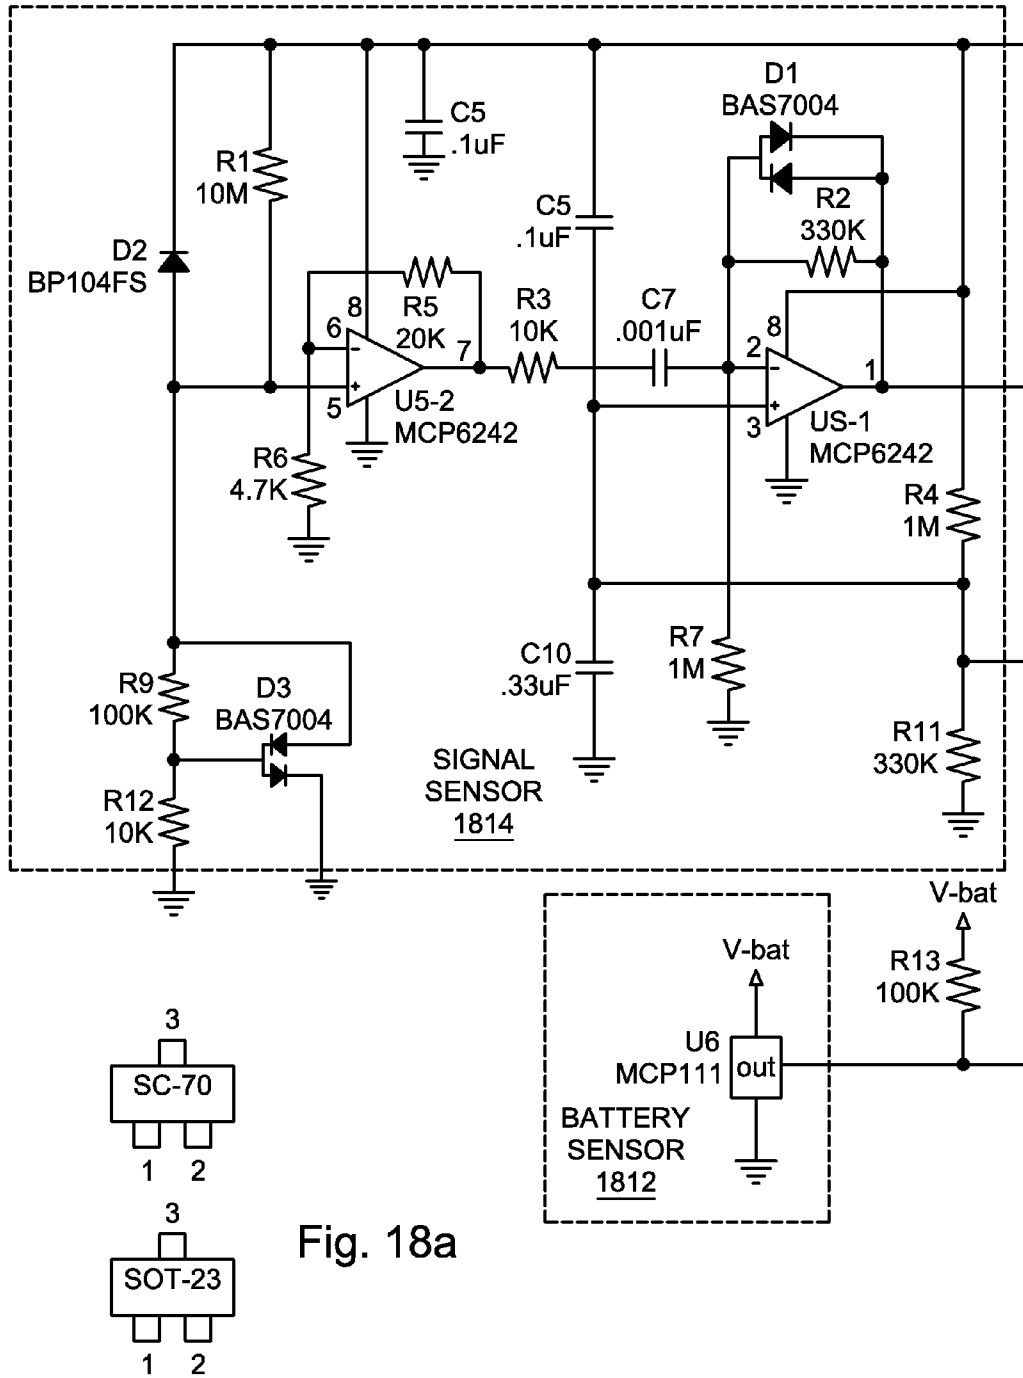 D1
BAS7004
C5
.1uF
R1
10M
R2
330K
C5
.1uF
D2
BP104FS
R5
20K
R3
10K
C7
.001uF
8
6
7
5
U5-2
MCP6242
8
2
1
3
US-1
MCP6242
R6
4.7K
R4
1M
R7
1M
C10
.33uF
R9
100K
D3
BAS7004
R11
330K
SIGNAL
SENSOR
1814
R12
10K
V-bat
V-bat
R13
100K
U6
MCP111
out
BATTERY
SENSOR
1812
3
SC-70
1 2
3
SOT-23
1 2
Fig. 18a